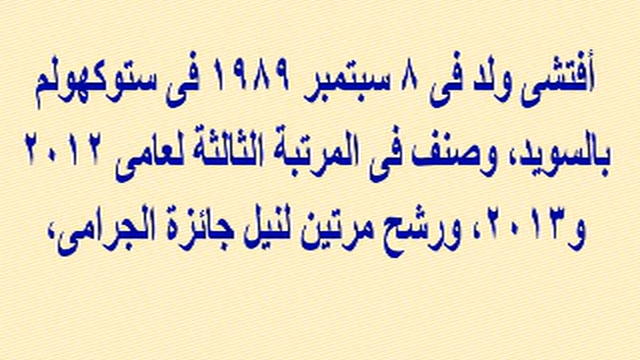 أفتشى ولد فى ٨ سبتمبر ١٩٨٩ فى ستوكهولم
بالسويد، وصنف فى المرتبة الثالثة لعامى ٢٠١٢
و٢٠١٣، ورشح مرتين لنيل جائزة الجرامى،